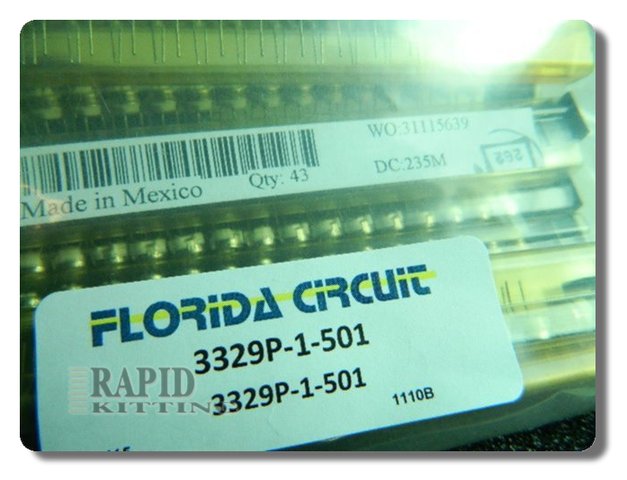 WO:31115639
DC:235M
262
Qty: 43
Made in Mexico
FLORIDA CIRCUIT
3329P-1-501
3329P-1-501
1110B
RAPID
KITTIN